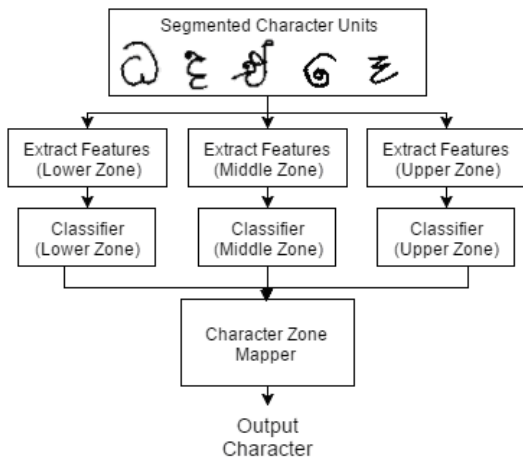 Segmented Character Units
Extract Features
(Lower Zone)
Extract Features
(Middle Zone)
Extract Features
(Upper Zone)
Classifier
(Lower Zone)
Classifier
(Middle Zone)
Classifier
(Upper Zone)
Character Zone
Mapper
Output
Character